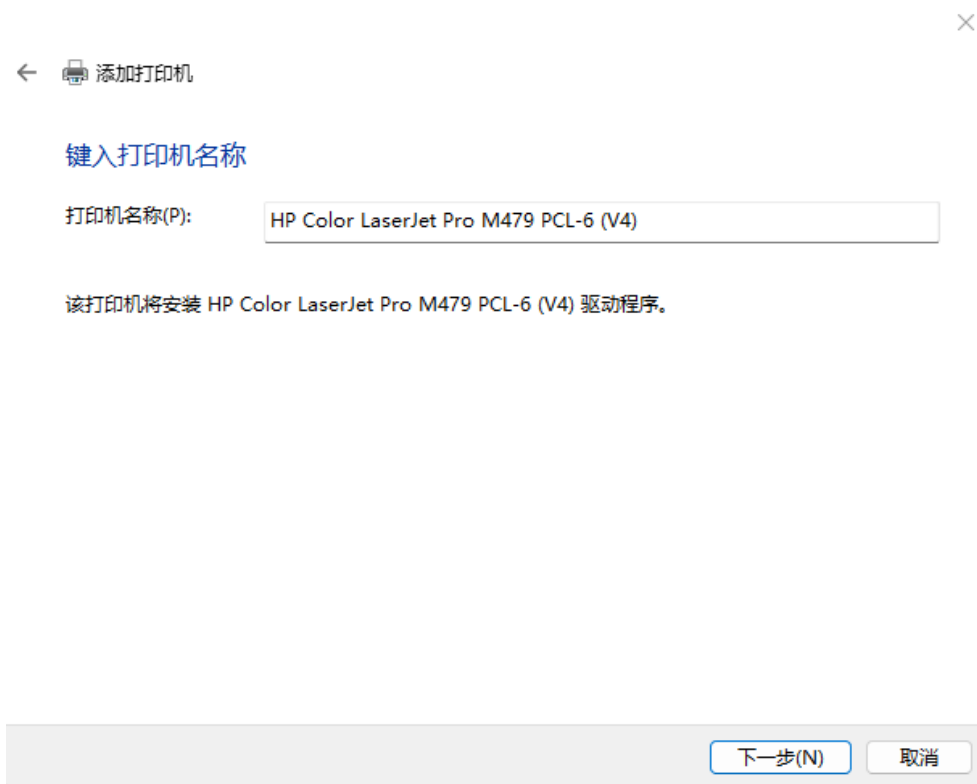 添加打印机
键入打印机名称
打印机名称(P): HP Color LaserJet Pro M479 PCL-6 (V4)
该打印机将安装 HP Color LaserJet Pro M479 PCL-6 (V4) 驱动程序。
下一步(N) 取消